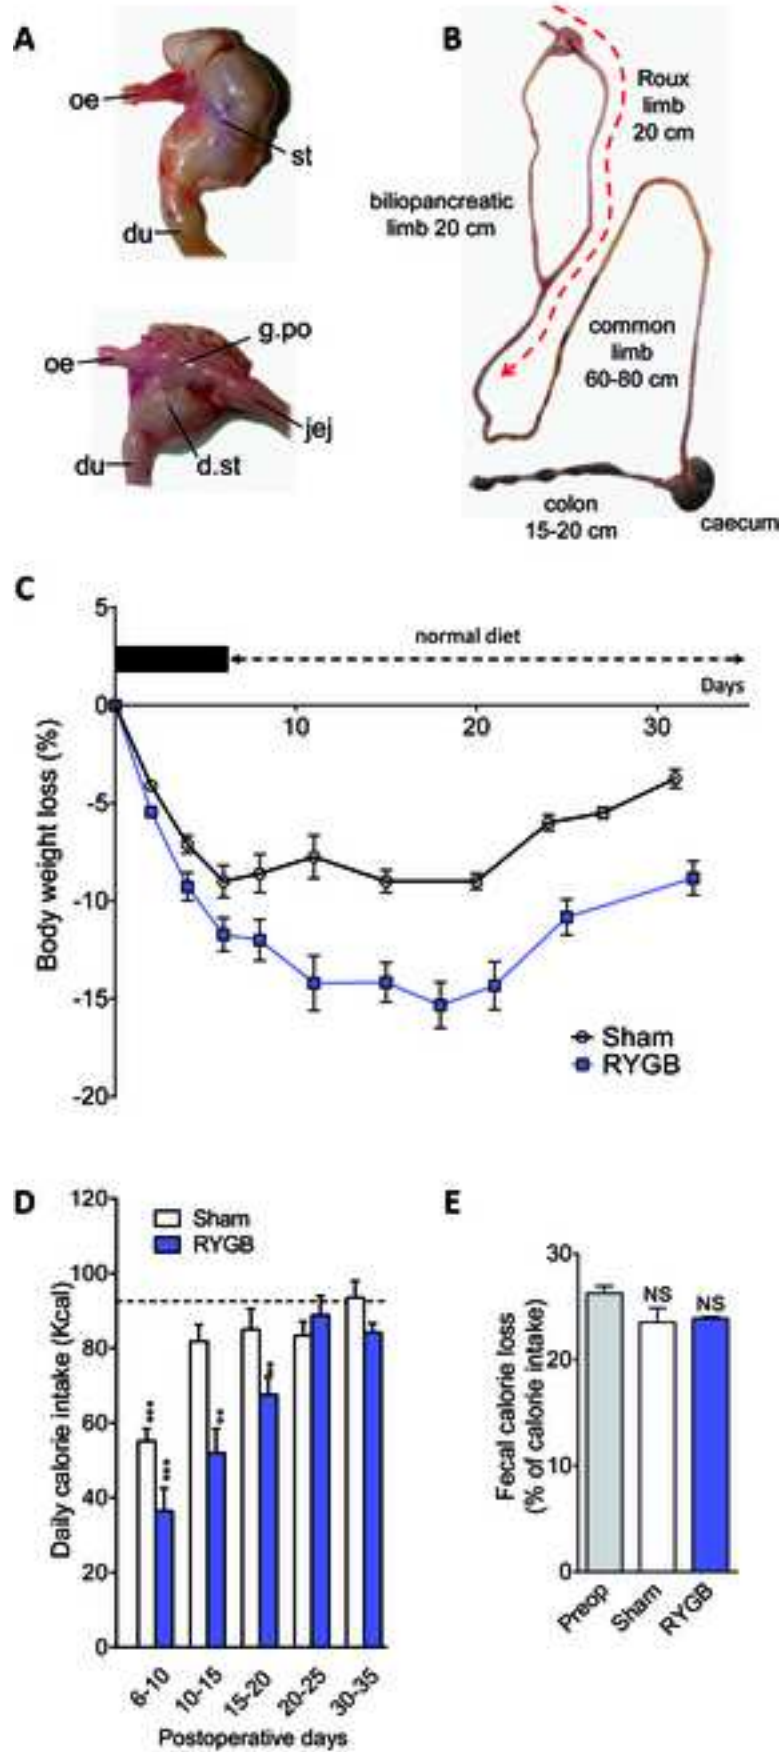 A
oe
st
du
g.po
oe
jej
du
d.st
B
Roux
limb
20 cm
biliopancreatic
limb 20 cm
common
limb
60-80 cm
colon
15-20 cm
caecum
C
5
normal diet
Days
0
10
20
30
-5
-10
-15
-20
Body weight loss (%)
Sham
RYGB
D
120
100
80
60
40
20
0
Daily calorie intake (Kcal)
Sham
RYGB
***
***
**
6-10
10-15
15-20
20-25
30-35
Postoperative days
E
30
20
10
0
Fecal calorie loss
(% of calorie intake)
NS
NS
Preop
Sham
RYGB